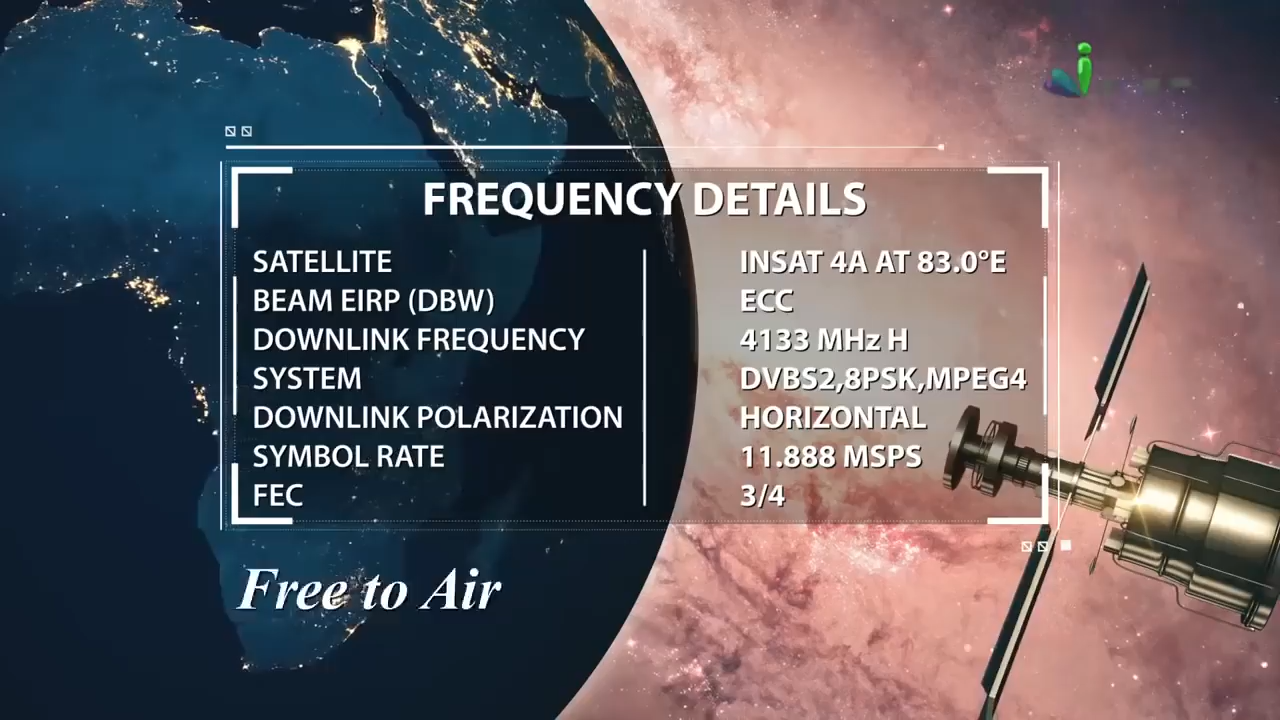 FREQUENCY DETAILS
SATELLITE INSAT 4A AT 83.0°E
BEAM EIRP (DBW) ECC
DOWNLINK FREQUENCY 4133 MHz H
SYSTEM DVBS2,8PSK,MPEG4
DOWNLINK POLARIZATION HORIZONTAL
SYMBOL RATE 11.888 MSPS
FEC 3/4
Free to Air